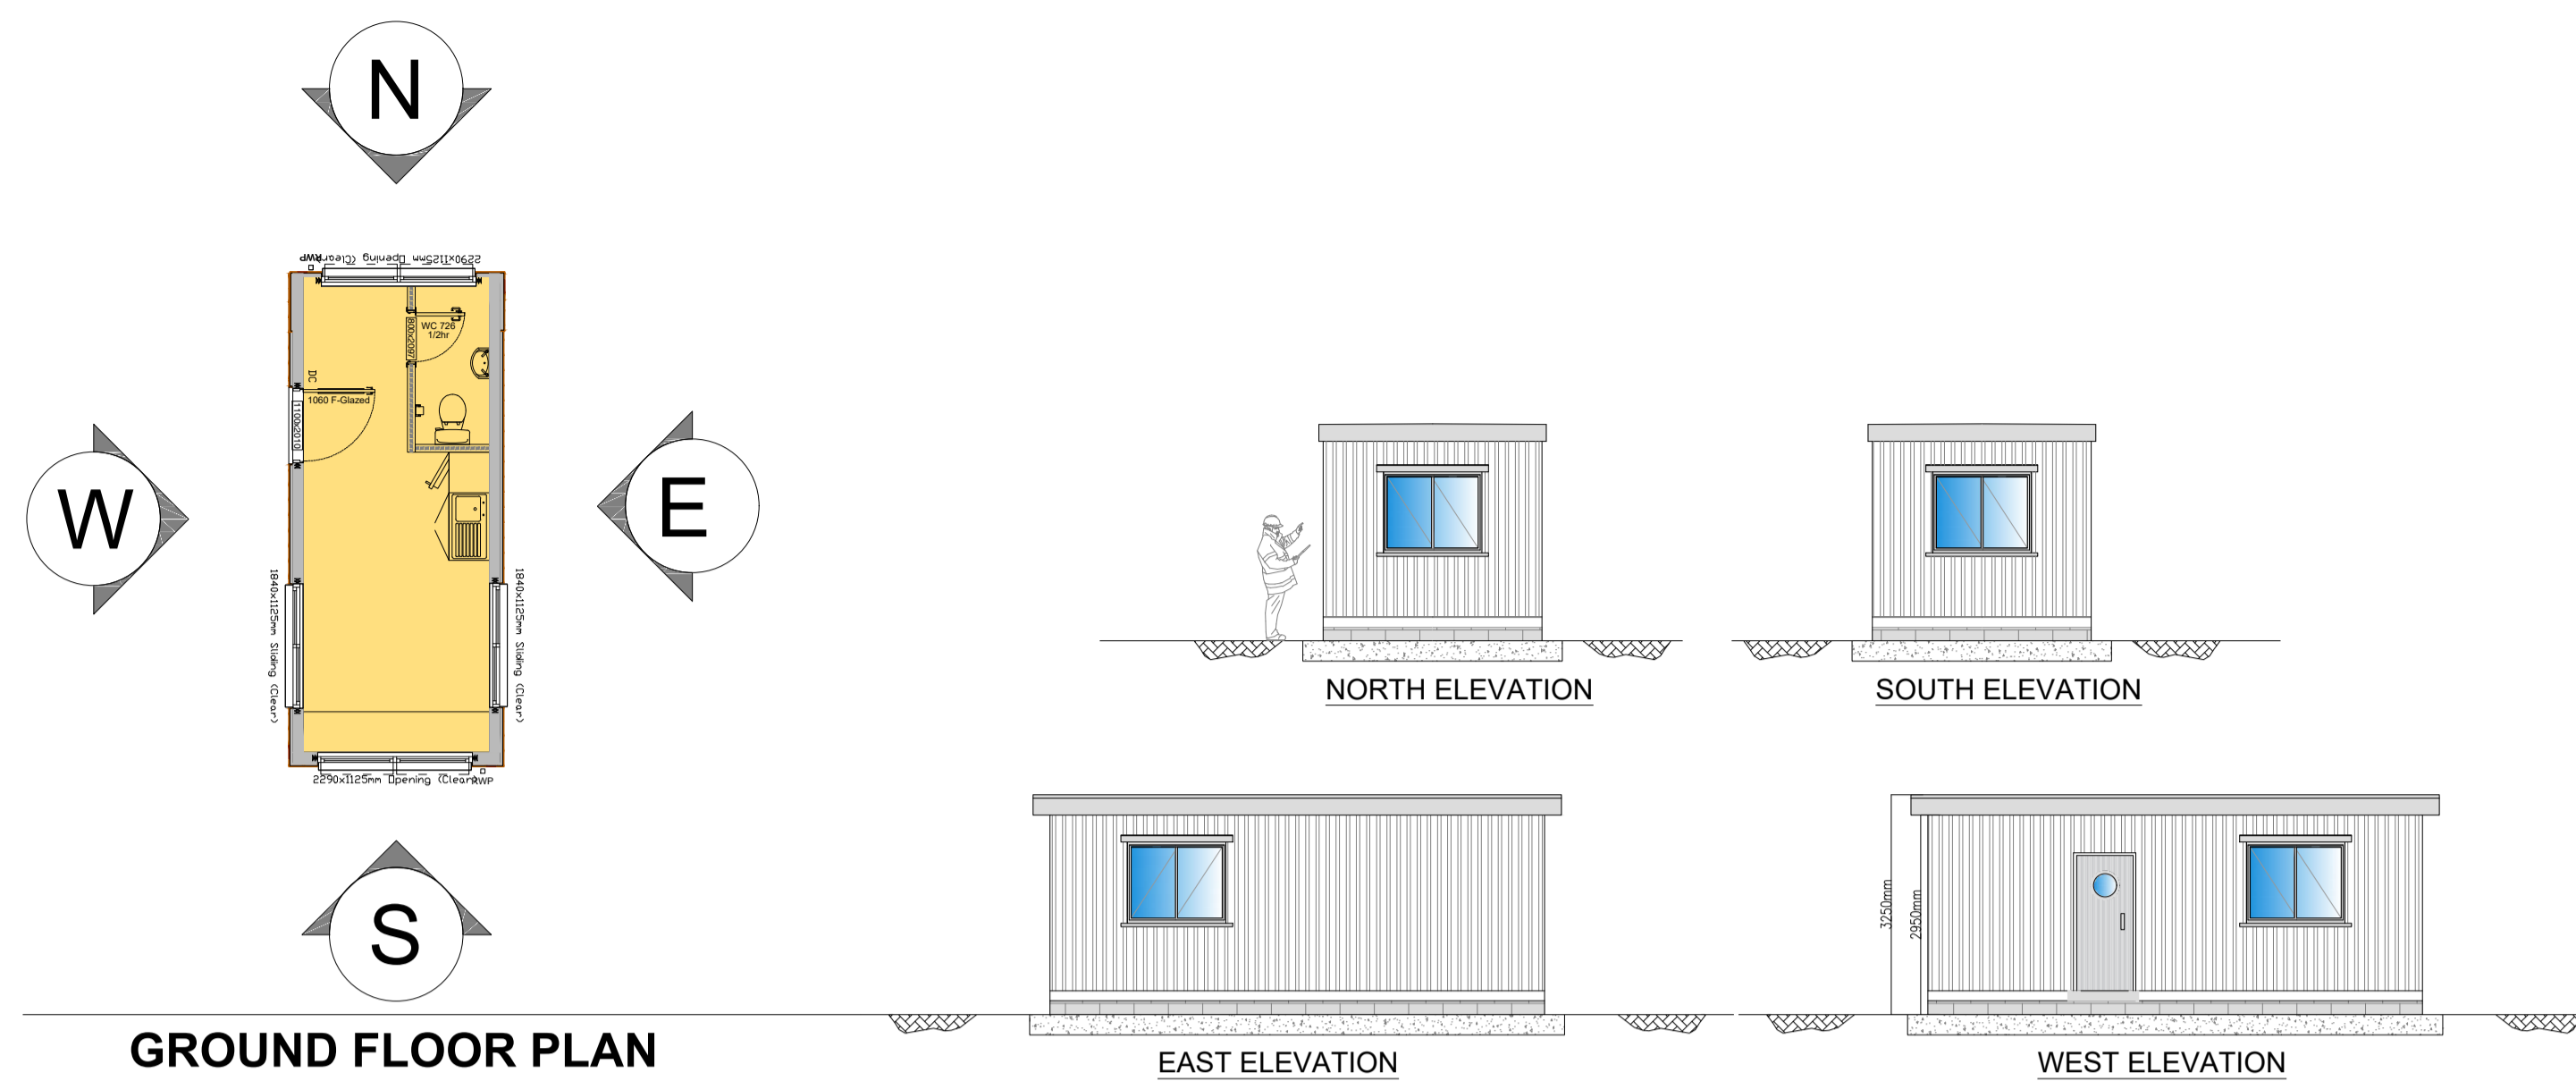 N
2290x1125mm Opening (Clear)
RWP
WC 726
1/2hr
800x2097
DC
1060 F-Glazed
1100x2010
W
E
1840x1125mm Sliding (Clear)
1840x1125mm Sliding (Clear)
2290x1125mm Opening (Clear)
RWP
S
GROUND FLOOR PLAN
NORTH ELEVATION
SOUTH ELEVATION
3250mm
2950mm
EAST ELEVATION
WEST ELEVATION